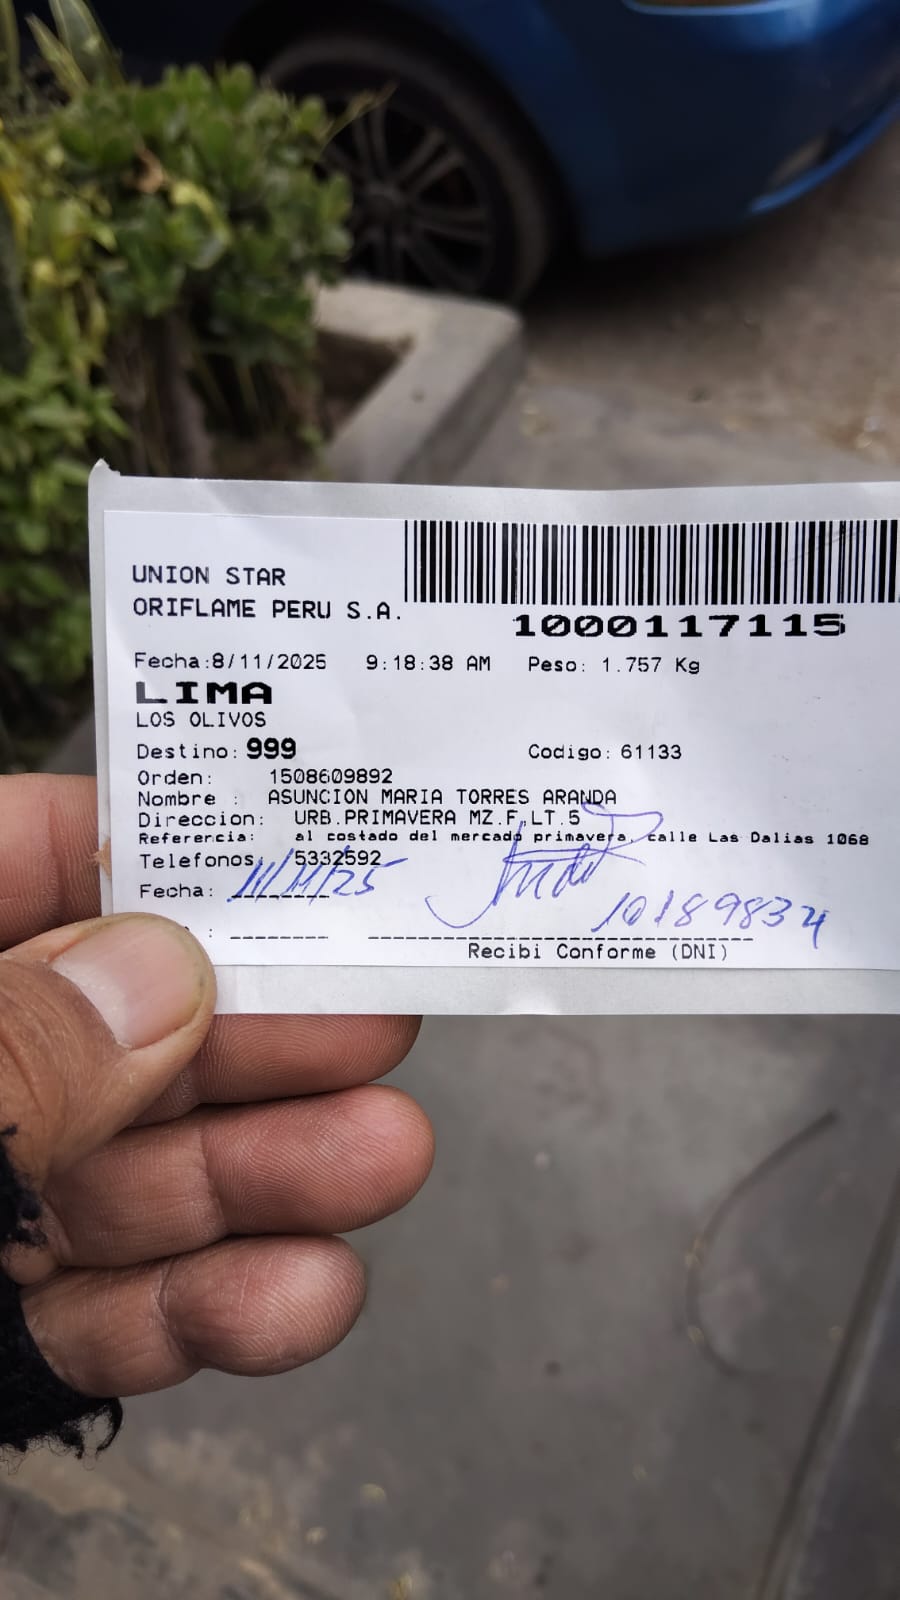 UNION STAR
ORIFLAME PERU S.A.
1000117115
Fecha:8/11/2025 9:18:38 AM Peso: 1.757 Kg
LIMA
LOS OLIVOS
Destino: 999 Codigo: 61133
Orden: 1508609892
Nombre : ASUNCION MARIA TORRES ARANDA
Direccion: URB.PRIMAVERA MZ.F,LT.5
Referencia: al costado del mercado primavera, calle Las Dalias 1068
Telefonos: 5332592
Fecha: 11/11/25
10189834
Recibi Conforme (DNI)